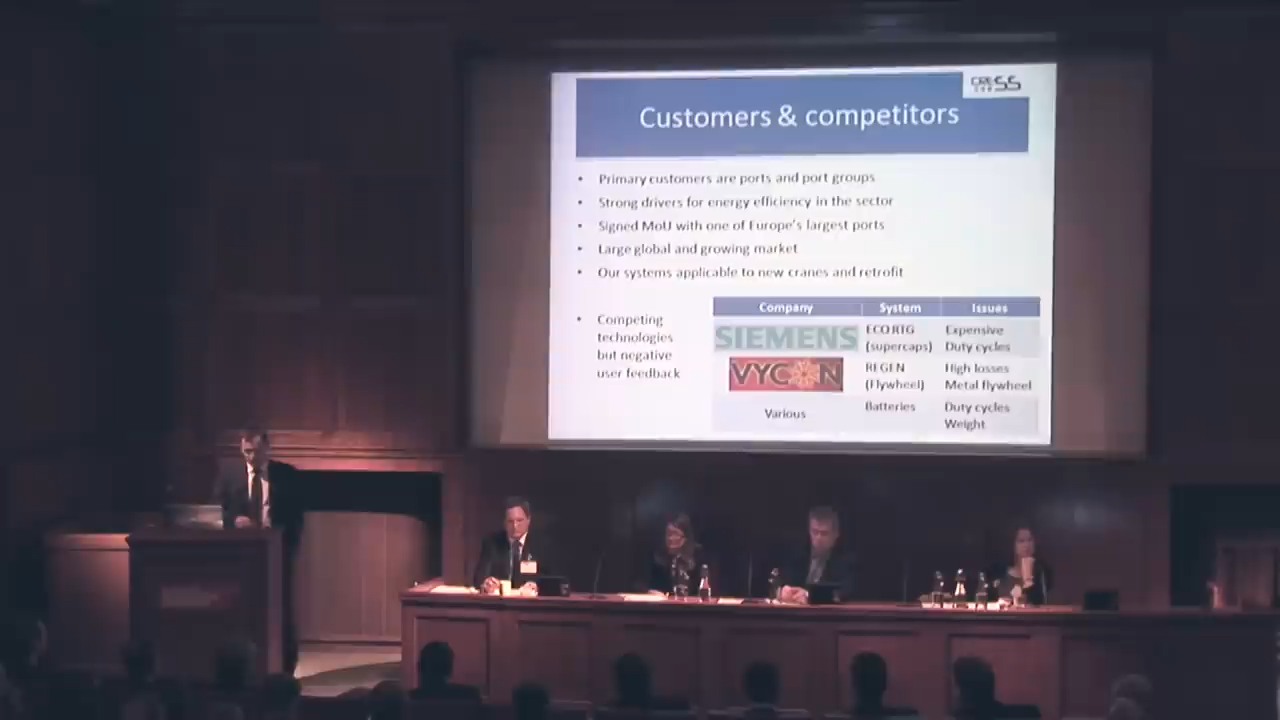 Customers & competitors
• Primary customers are ports and port groups
• Strong drivers for energy efficiency in the sector
• Signed MoU with one of Europe's largest ports
• Large global and growing market
• Our systems applicable to new cranes and retrofit
• Competing
technologies
but negative
user feedback
Company System Issues
SIEMENS ECO RTG Expensive
(supercaps) Duty cycles
VYCON REGEN High losses
(Flywheel) Metal flywheel
Various Batteries Duty cycles
Weight